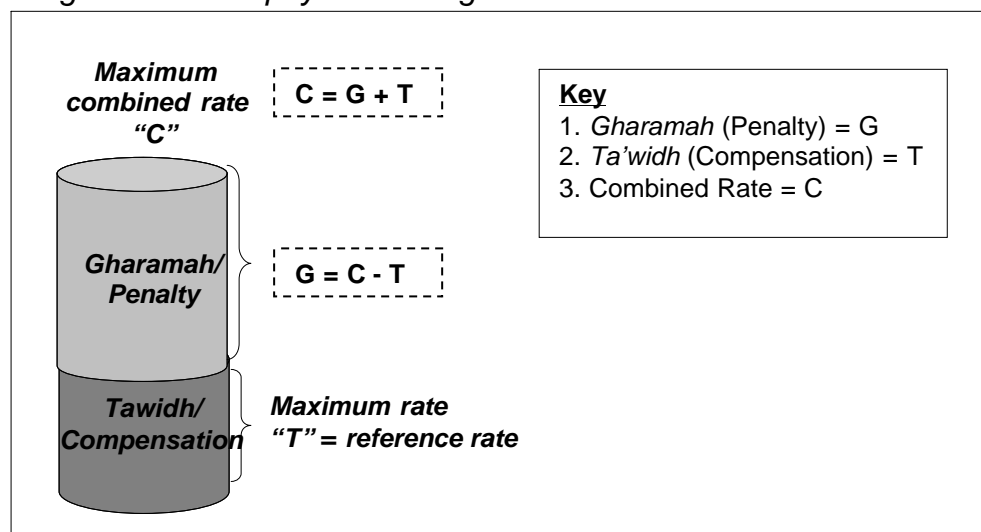 Maximum
combined rate
“C”
C = G + T
Key
1. Gharamah (Penalty) = G
2. Ta’widh (Compensation) = T
3. Combined Rate = C
Gharamah/
Penalty
G = C - T
Tawidh/
Compensation
Maximum rate
“T” = reference rate